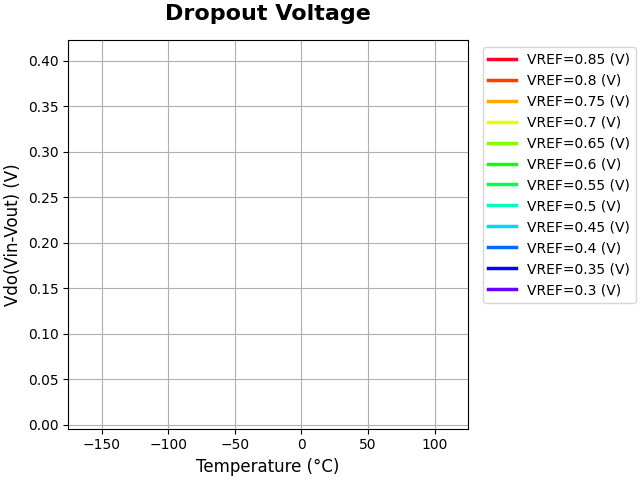 Dropout Voltage
Vdo(Vin-Vout) (V)
0.40
0.35
0.30
0.25
0.20
0.15
0.10
0.05
0.00
−150
−100
−50
0
50
100
Temperature (°C)
VREF=0.85 (V)
VREF=0.8 (V)
VREF=0.75 (V)
VREF=0.7 (V)
VREF=0.65 (V)
VREF=0.6 (V)
VREF=0.55 (V)
VREF=0.5 (V)
VREF=0.45 (V)
VREF=0.4 (V)
VREF=0.35 (V)
VREF=0.3 (V)